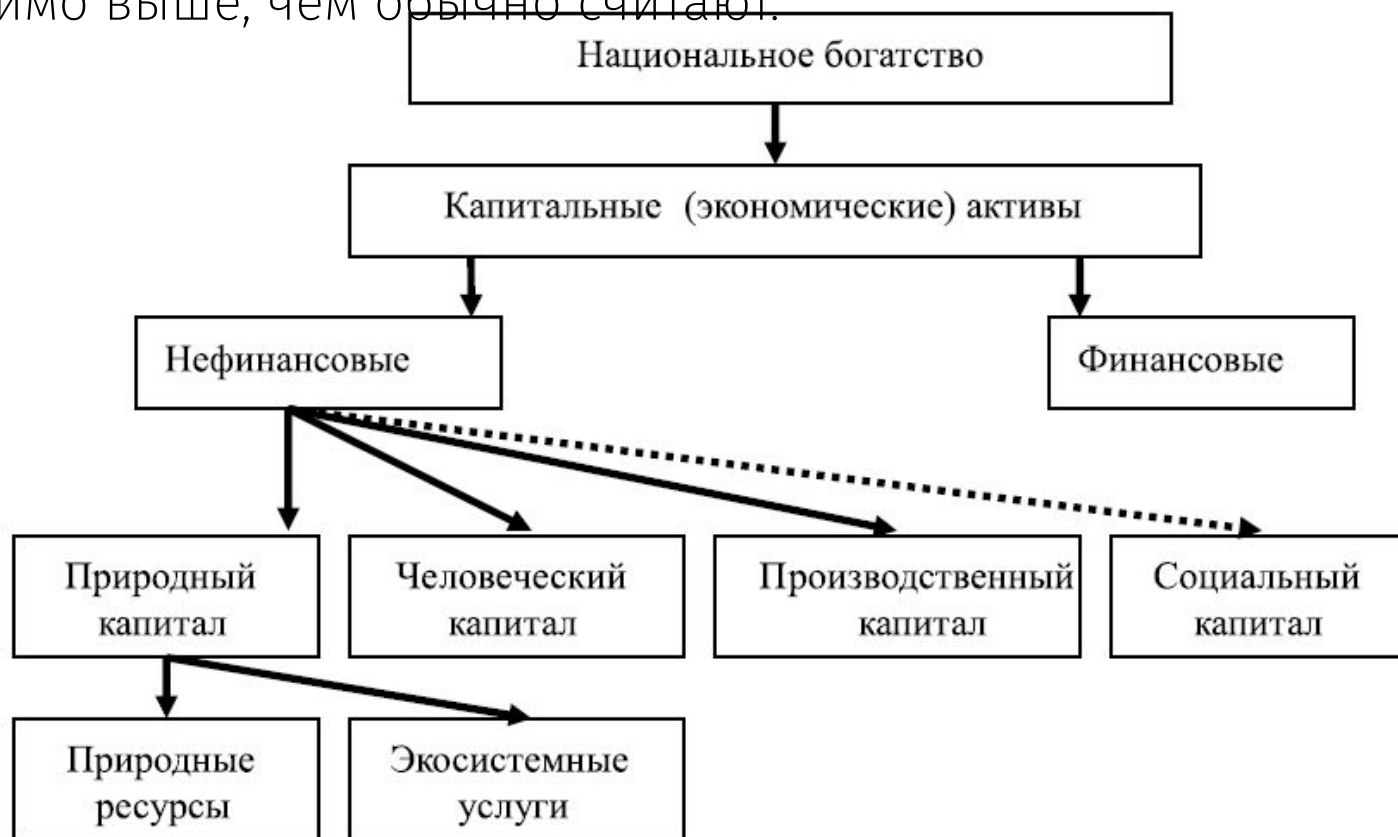 выше, чем обычно считают.
Национальное богатство
Капитальные (экономические) активы
Нефинансовые
Финансовые
Природный
капитал
Человеческий
капитал
Производственный
капитал
Социальный
капитал
Природные
ресурсы
Экосистемные
услуги